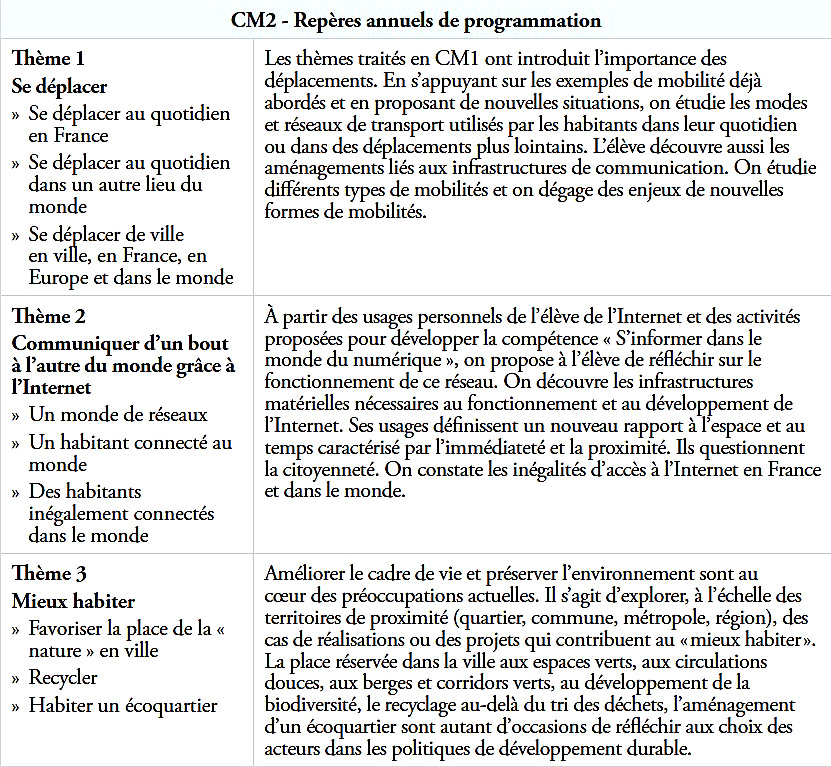 CM2 - Repères annuels de programmation
Thème 1
Se déplacer
» Se déplacer au quotidien
en France
» Se déplacer au quotidien
dans un autre lieu du
monde
» Se déplacer de ville
en ville, en France, en
Europe et dans le monde
Les thèmes traités en CM1 ont introduit l’importance des
déplacements. En s’appuyant sur les exemples de mobilité déjà
abordés et en proposant de nouvelles situations, on étudie les modes
et réseaux de transport utilisés par les habitants dans leur quotidien
ou dans des déplacements plus lointains. L’élève découvre aussi les
aménagements liés aux infrastructures de communication. On étudie
différents types de mobilités et on dégage des enjeux de nouvelles
formes de mobilités.
Thème 2
Communiquer d’un bout
à l’autre du monde grâce à
l’Internet
» Un monde de réseaux
» Un habitant connecté au
monde
» Des habitants
inégalement connectés
dans le monde
À partir des usages personnels de l’élève de l’Internet et des activités
proposées pour développer la compétence « S’informer dans le
monde du numérique », on propose à l’élève de réfléchir sur le
fonctionnement de ce réseau. On découvre les infrastructures
matérielles nécessaires au fonctionnement et au développement de
l’Internet. Ses usages définissent un nouveau rapport à l’espace et au
temps caractérisé par l’immédiateté et la proximité. Ils questionnent
la citoyenneté. On constate les inégalités d’accès à l’Internet en France
et dans le monde.
Thème 3
Mieux habiter
» Favoriser la place de la «
nature » en ville
» Recycler
» Habiter un écoquartier
Améliorer le cadre de vie et préserver l’environnement sont au
cœur des préoccupations actuelles. Il s’agit d’explorer, à l’échelle des
territoires de proximité (quartier, commune, métropole, région), des
cas de réalisations ou des projets qui contribuent au « mieux habiter ».
La place réservée dans la ville aux espaces verts, aux circulations
douces, aux berges et corridors verts, au développement de la
biodiversité, le recyclage au-delà du tri des déchets, l’aménagement
d’un écoquartier sont autant d’occasions de réfléchir aux choix des
acteurs dans les politiques de développement durable.